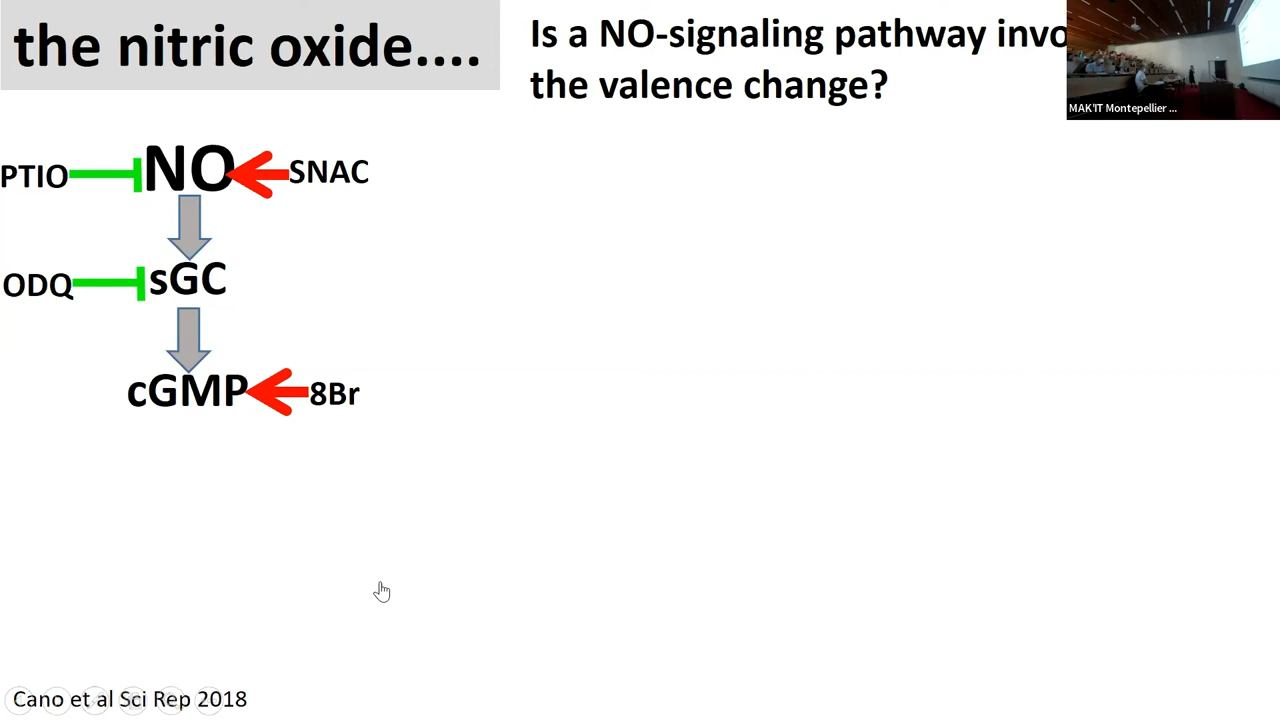 the nitric oxide....
Is a NO-signaling pathway
the valence change?
MAK'IT Montepellier ...
PTIO
NO
SNAC
ODQ
sGC
cGMP
8Br
Cano et al Sci Rep 2018